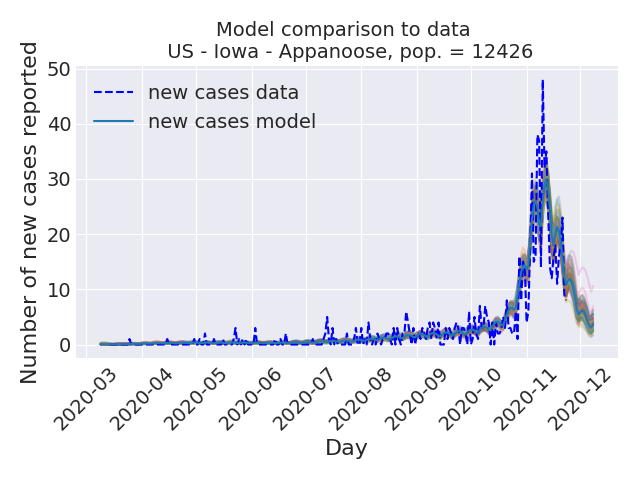 Model comparison to data
US - Iowa - Appanoose, pop. = 12426
Number of new cases reported
50
40
30
20
10
0
new cases data
new cases model
2020-03
2020-04
2020-05
2020-06
2020-07
2020-08
2020-09
2020-10
2020-11
2020-12
Day